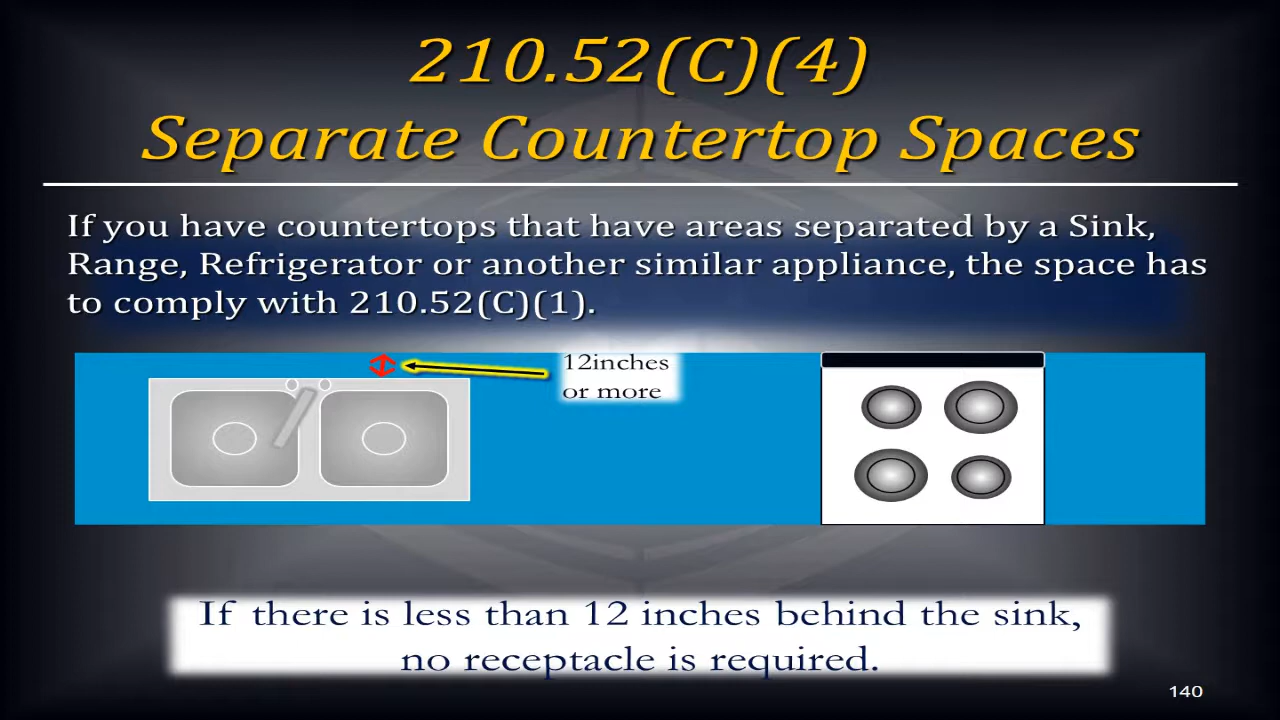 210.52(C)(4)
Separate Countertop Spaces
If you have countertops that have areas separated by a Sink,
Range, Refrigerator or another similar appliance, the space has
to comply with 210.52(C)(1).
12inches
or more
If there is less than 12 inches behind the sink,
no receptacle is required.
140